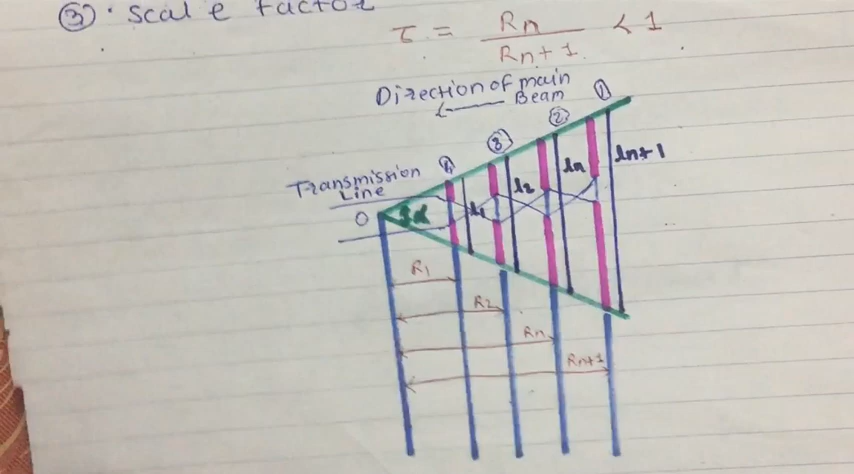 ③. scale factor
τ = Rn / Rn+1 < 1
Direction of main
Beam
①
②
③
Transmission
Line
O
α
l1
l2
ln
ln+1
R1
R2
Rn
Rn+1